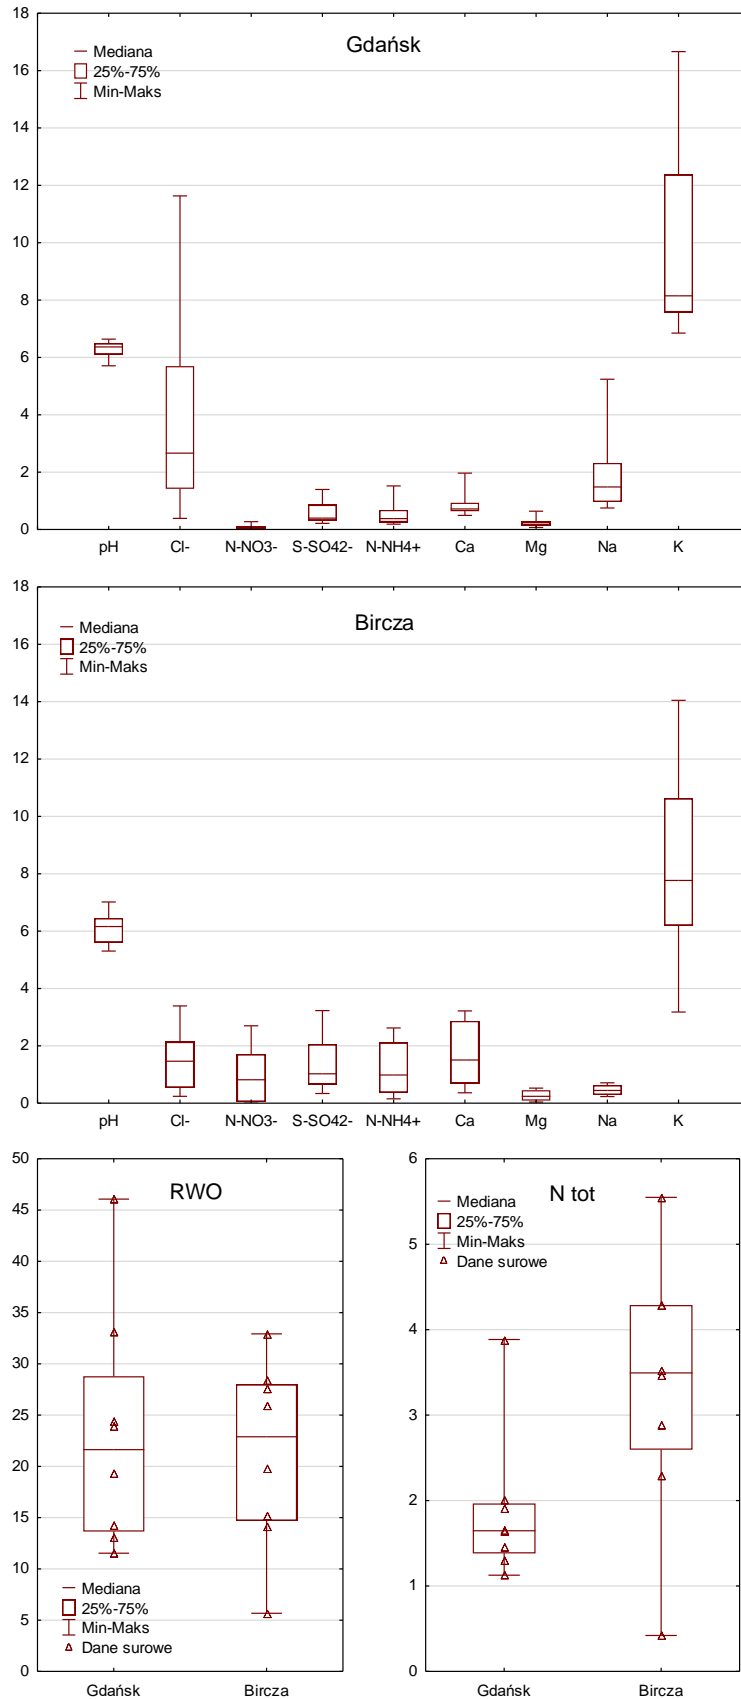 18
Gdańsk
Mediana
25%-75%
Min-Maks
16
14
12
10
8
6
4
2
0
pH Cl- N-NO3- S-SO42- N-NH4+ Ca Mg Na K
18
Bircza
Mediana
25%-75%
Min-Maks
16
14
12
10
8
6
4
2
0
pH Cl- N-NO3- S-SO42- N-NH4+ Ca Mg Na K
50
RWO
45
40
35
30
25
20
15
10
5
0
Mediana
25%-75%
Min-Maks
Dane surowe
Gdańsk Bircza
6
N tot
Mediana
25%-75%
Min-Maks
Dane surowe
5
4
3
2
1
0
Gdańsk Bircza